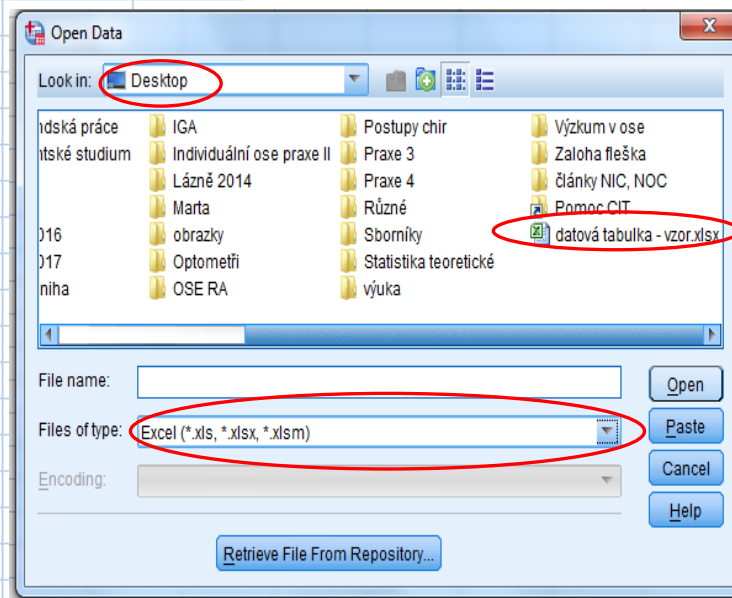 Open Data
Look in: Desktop
ndská práce IGA Postupy chir Výzkum v ose
ntské studium Individuální ose praxe II Praxe 3 Zaloha fleška
Lázně 2014 Praxe 4 články NIC, NOC
Marta Různé Pomoc CIT
016 obrazky Sborníky datová tabulka - vzor.xlsx
017 Optometři Statistika teoretické
niha OSE RA výuka
File name: Open
Files of type: Excel (*.xls, *.xlsx, *.xlsm) Paste
Encoding: Cancel
Help
Retrieve File From Repository...